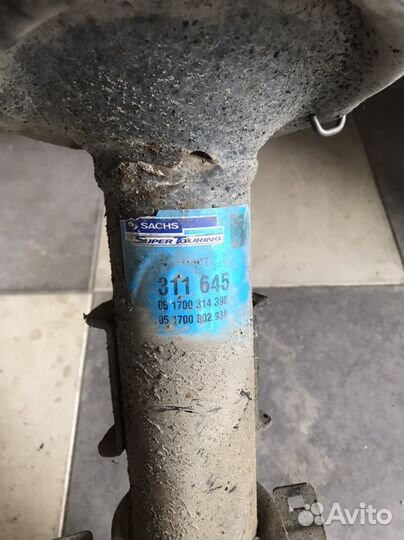 SACHS
SUPER TOURING
311 645
05 1700 314 398
05 1700 802 938
Avito